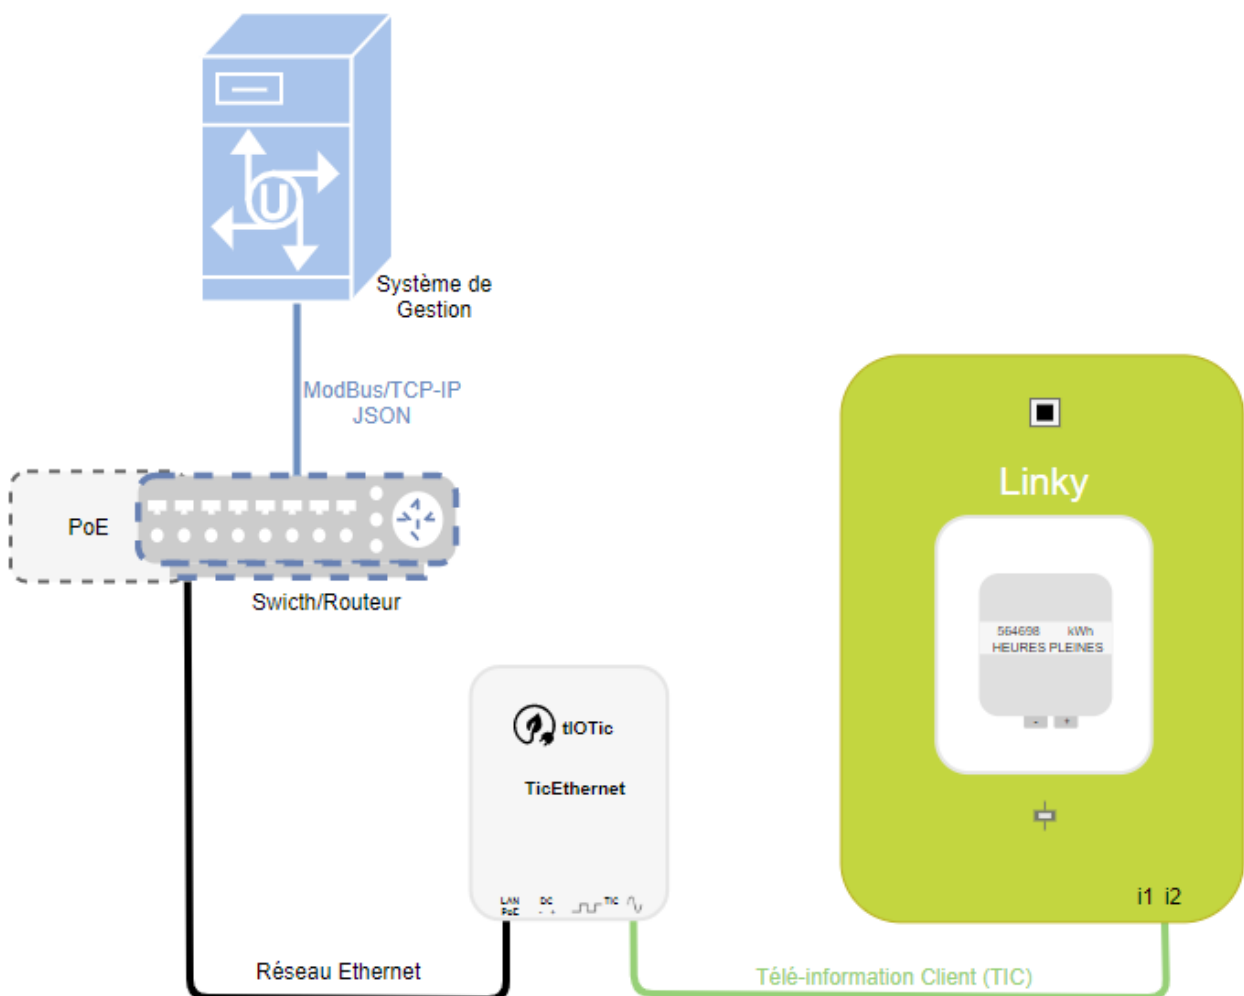 U
Système de
Gestion
ModBus/TCP-IP
JSON
PoE
Swicth/Routeur
Linky
564698 kWh
HEURES PLEINES
- +
tIOTic
TicEthernet
LAN DC TIC
PoE - +
i1 i2
Réseau Ethernet
Télé-information Client (TIC)